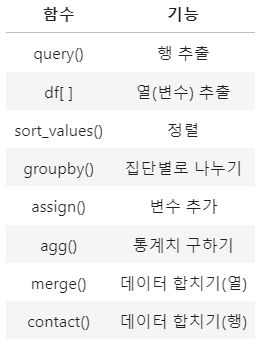 함수 기능
query() 행 추출
df[ ] 열(변수) 추출
sort_values() 정렬
groupby() 집단별로 나누기
assign() 변수 추가
agg() 통계치 구하기
merge() 데이터 합치기(열)
contact() 데이터 합치기(행)